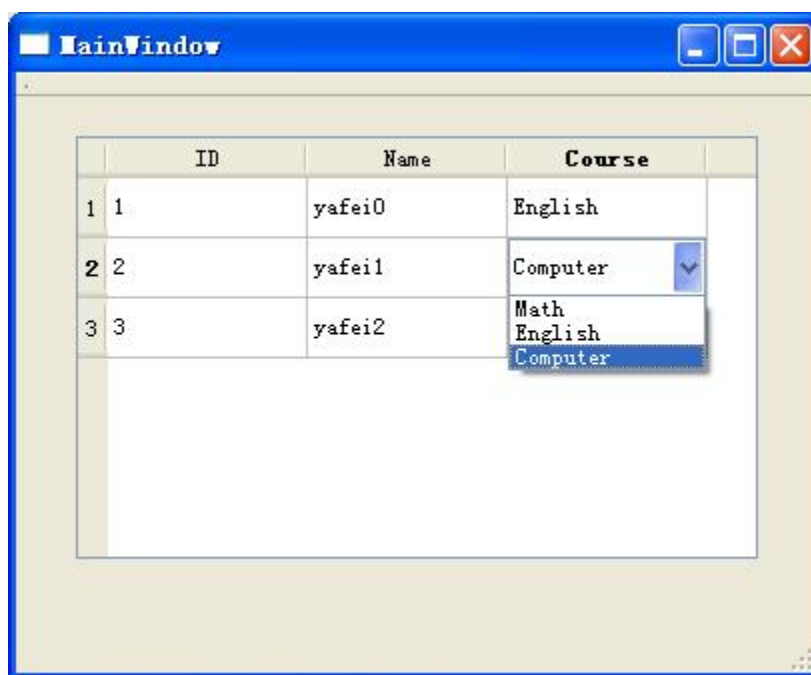 MainWindow
ID Name Course
1 1 yafei0 English
2 2 yafei1 Computer
Math
3 3 yafei2 English
Computer